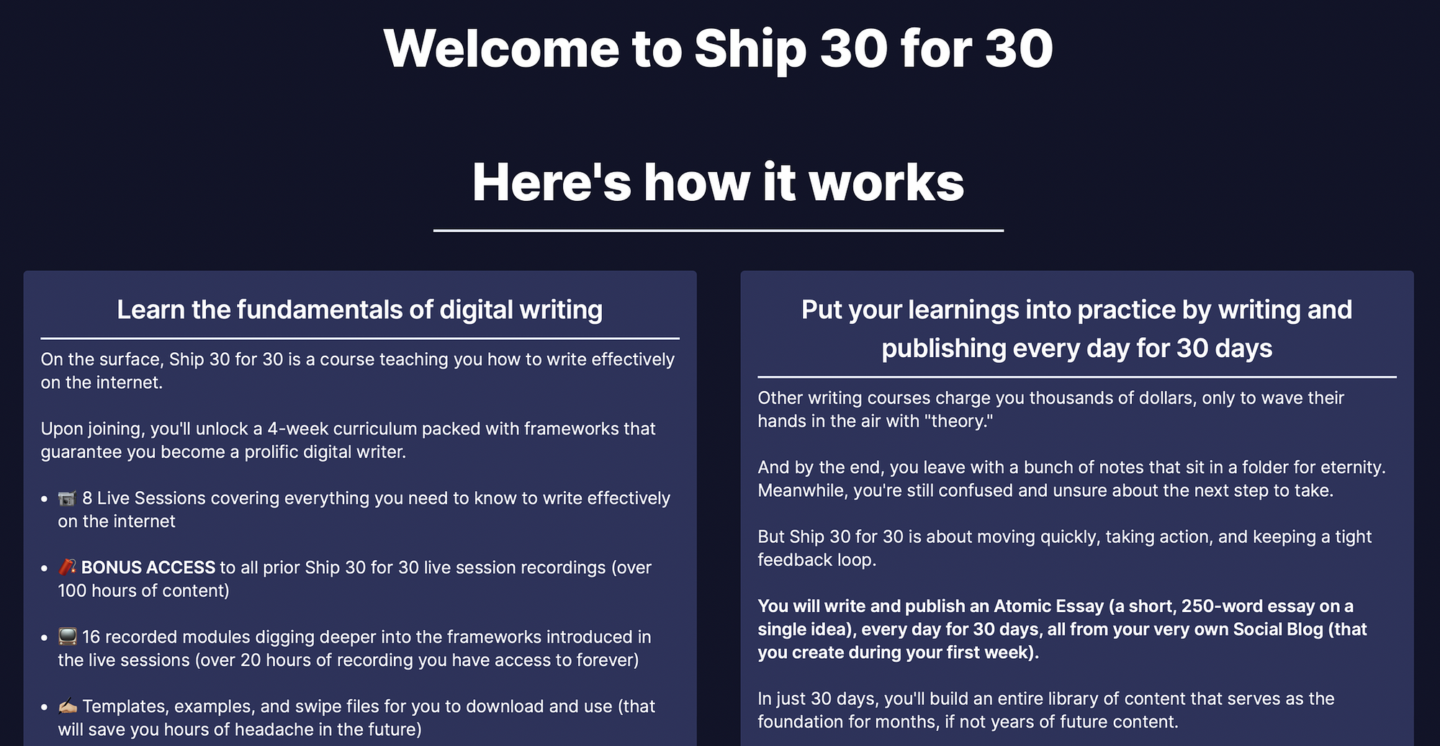 Welcome to Ship 30 for 30
Here's how it works
Learn the fundamentals of digital writing
On the surface, Ship 30 for 30 is a course teaching you how to write effectively
on the internet.
Upon joining, you'll unlock a 4-week curriculum packed with frameworks that
guarantee you become a prolific digital writer.
• 8 Live Sessions covering everything you need to know to write effectively
on the internet
• BONUS ACCESS to all prior Ship 30 for 30 live session recordings (over
100 hours of content)
• 16 recorded modules digging deeper into the frameworks introduced in
the live sessions (over 20 hours of recording you have access to forever)
• Templates, examples, and swipe files for you to download and use (that
will save you hours of headache in the future)
Put your learnings into practice by writing and
publishing every day for 30 days
Other writing courses charge you thousands of dollars, only to wave their
hands in the air with "theory."
And by the end, you leave with a bunch of notes that sit in a folder for eternity.
Meanwhile, you're still confused and unsure about the next step to take.
But Ship 30 for 30 is about moving quickly, taking action, and keeping a tight
feedback loop.
You will write and publish an Atomic Essay (a short, 250-word essay on a
single idea), every day for 30 days, all from your very own Social Blog (that
you create during your first week).
In just 30 days, you'll build an entire library of content that serves as the
foundation for months, if not years of future content.